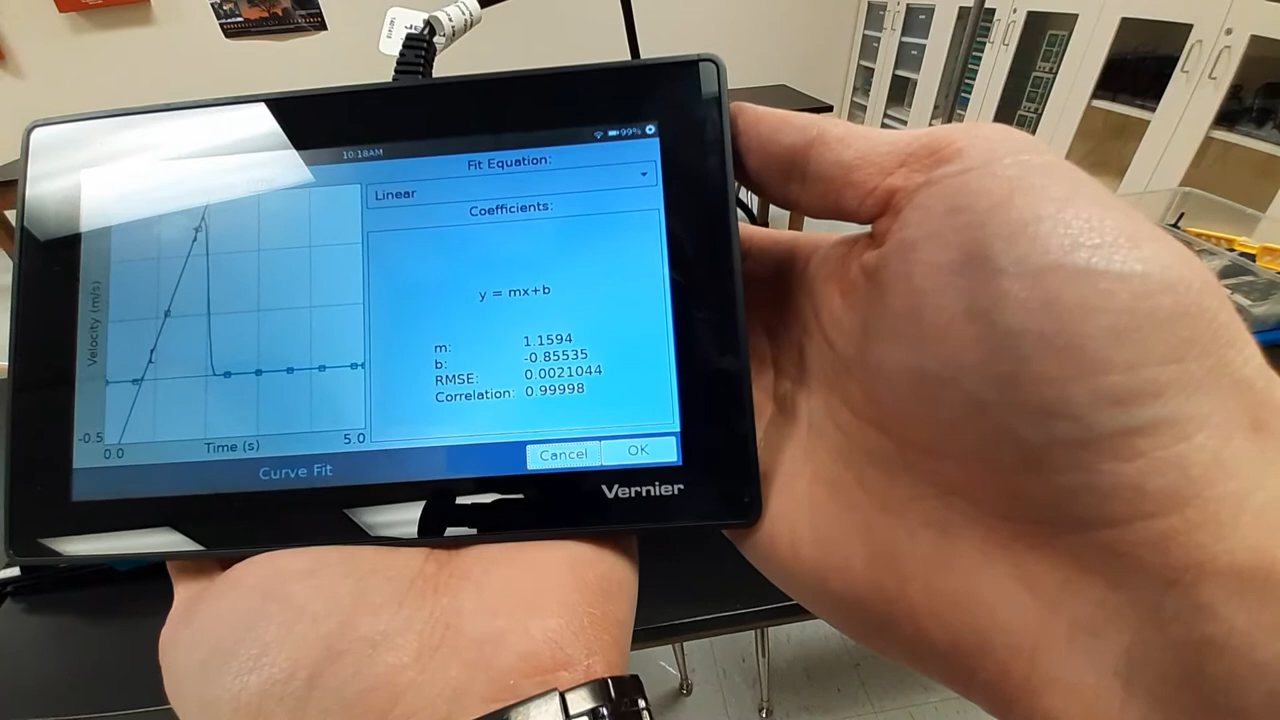 10:18AM
99%
Fit Equation:
Linear
Coefficients:
y = mx+b
m: 1.1594
b: -0.85535
RMSE: 0.0021044
Correlation: 0.99998
Velocity (m/s)
-0.5
0.0
Time (s)
5.0
Cancel
OK
Curve Fit
Vernier